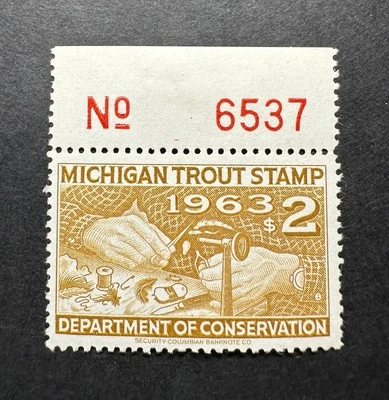 Nº 6537
MICHIGAN TROUT STAMP
1963 $2
DEPARTMENT OF CONSERVATION
SECURITY-COLUMBIAN BANKNOTE CO.